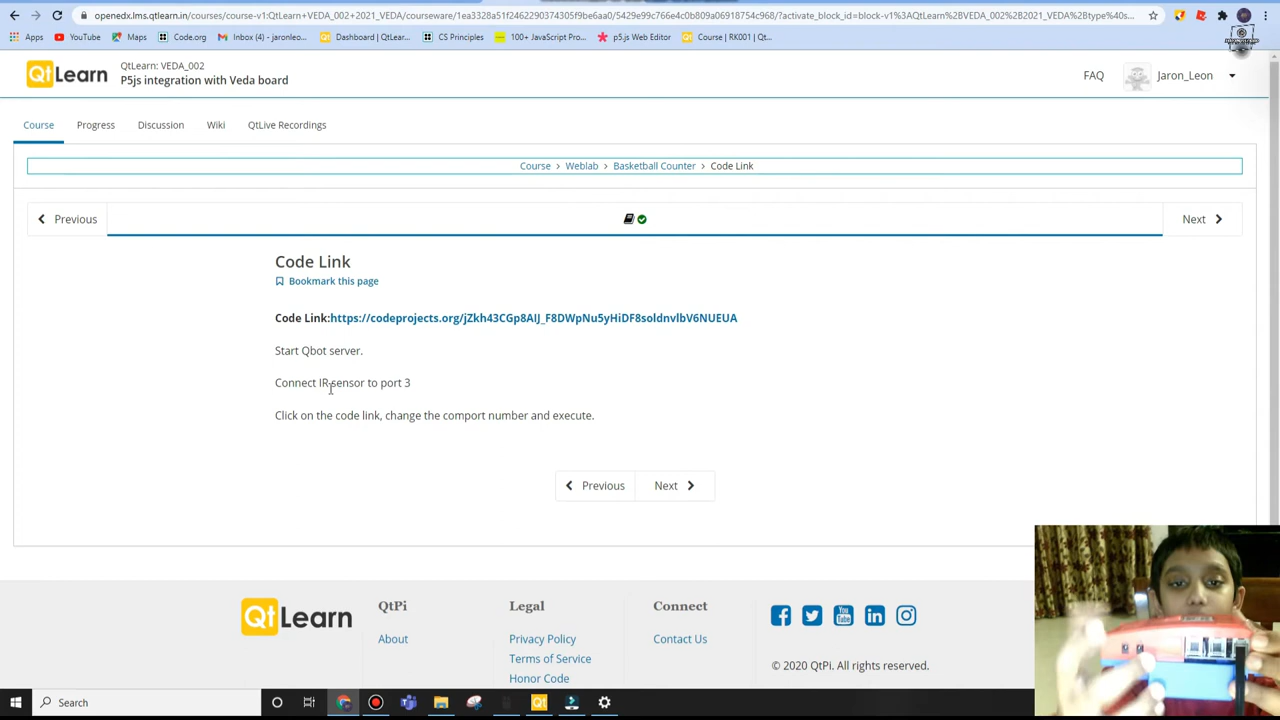 openedx.lms.qtlearn.in/courses/course-v1:QtLearn+VEDA_002+2021_VEDA/courseware/1ea3328a51f2462290374305f9be6aa0/5429e99c47364c0b809a06918754c968/?activate_block_id=block-v1%3AQtLearn%2BVEDA_002%2B2021_VEDA%2Btype%40s...
Apps YouTube Maps Code.org Inbox (4) - jaronleo... Dashboard | QtLear... CS Principles 100+ JavaScript Pro... p5.js Web Editor Course | RK001 | Qt...
QtLearn
QtLearn: VEDA_002
P5js integration with Veda board
FAQ
Jaron_Leon
Course Progress Discussion Wiki QtLive Recordings
Course > Weblab > Basketball Counter > Code Link
Previous
Next
Code Link
Bookmark this page
Code Link:https://codeprojects.org/jZkh43CGp8AIJ_F8DWpNu5yHiDF8soldnvlbV6NUEUA
Start Qbot server.
Connect IR sensor to port 3
Click on the code link, change the comport number and execute.
Previous Next
QtLearn
QtPi
About
Legal
Privacy Policy
Terms of Service
Honor Code
Connect
Contact Us
© 2020 QtPi. All rights reserved.
Search